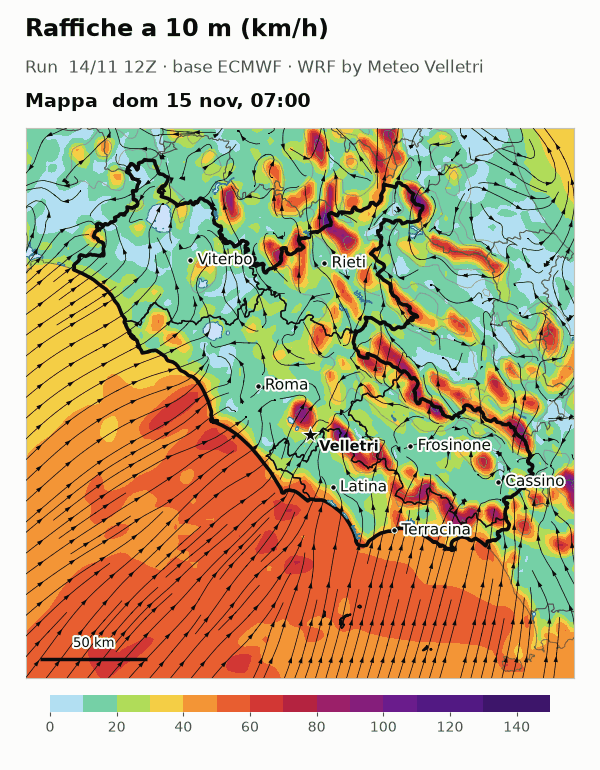 Raffiche a 10 m (km/h)
Run  14/11 12Z · base ECMWF · WRF by Meteo Velletri
Mappa  dom 15 nov, 07:00
Viterbo
Rieti
Roma
Velletri
Frosinone
Cassino
Latina
Terracina
50 km
0 20 40 60 80 100 120 140